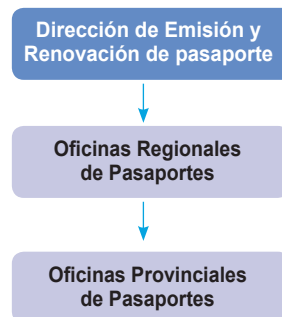 Dirección de Emisión y
Renovación de pasaporte
Oficinas Regionales
de Pasaportes
Oficinas Provinciales
de Pasaportes